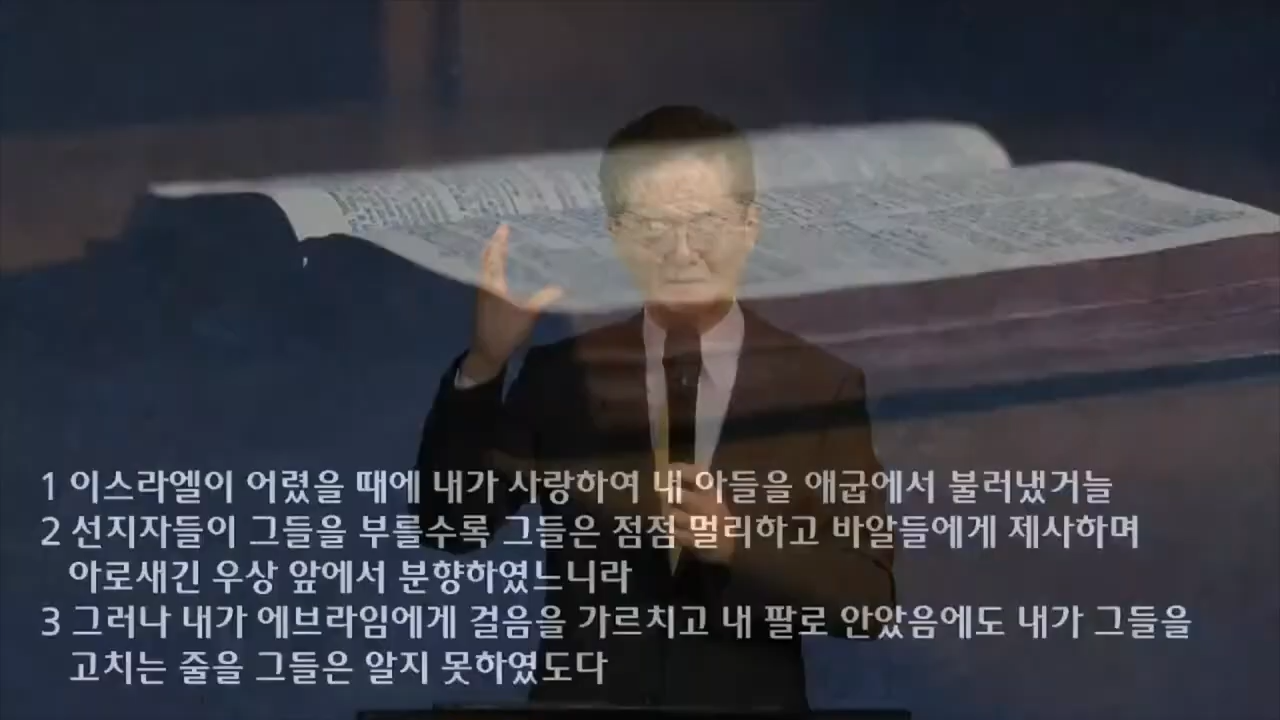 1 이스라엘이 어렸을 때에 내가 사랑하여 내 아들을 애굽에서 불러냈거늘
2 선지자들이 그들을 부를수록 그들은 점점 멀리하고 바알들에게 제사하며
아로새긴 우상 앞에서 분향하였느니라
3 그러나 내가 에브라임에게 걸음을 가르치고 내 팔로 안았음에도 내가 그들을
고치는 줄을 그들은 알지 못하였도다